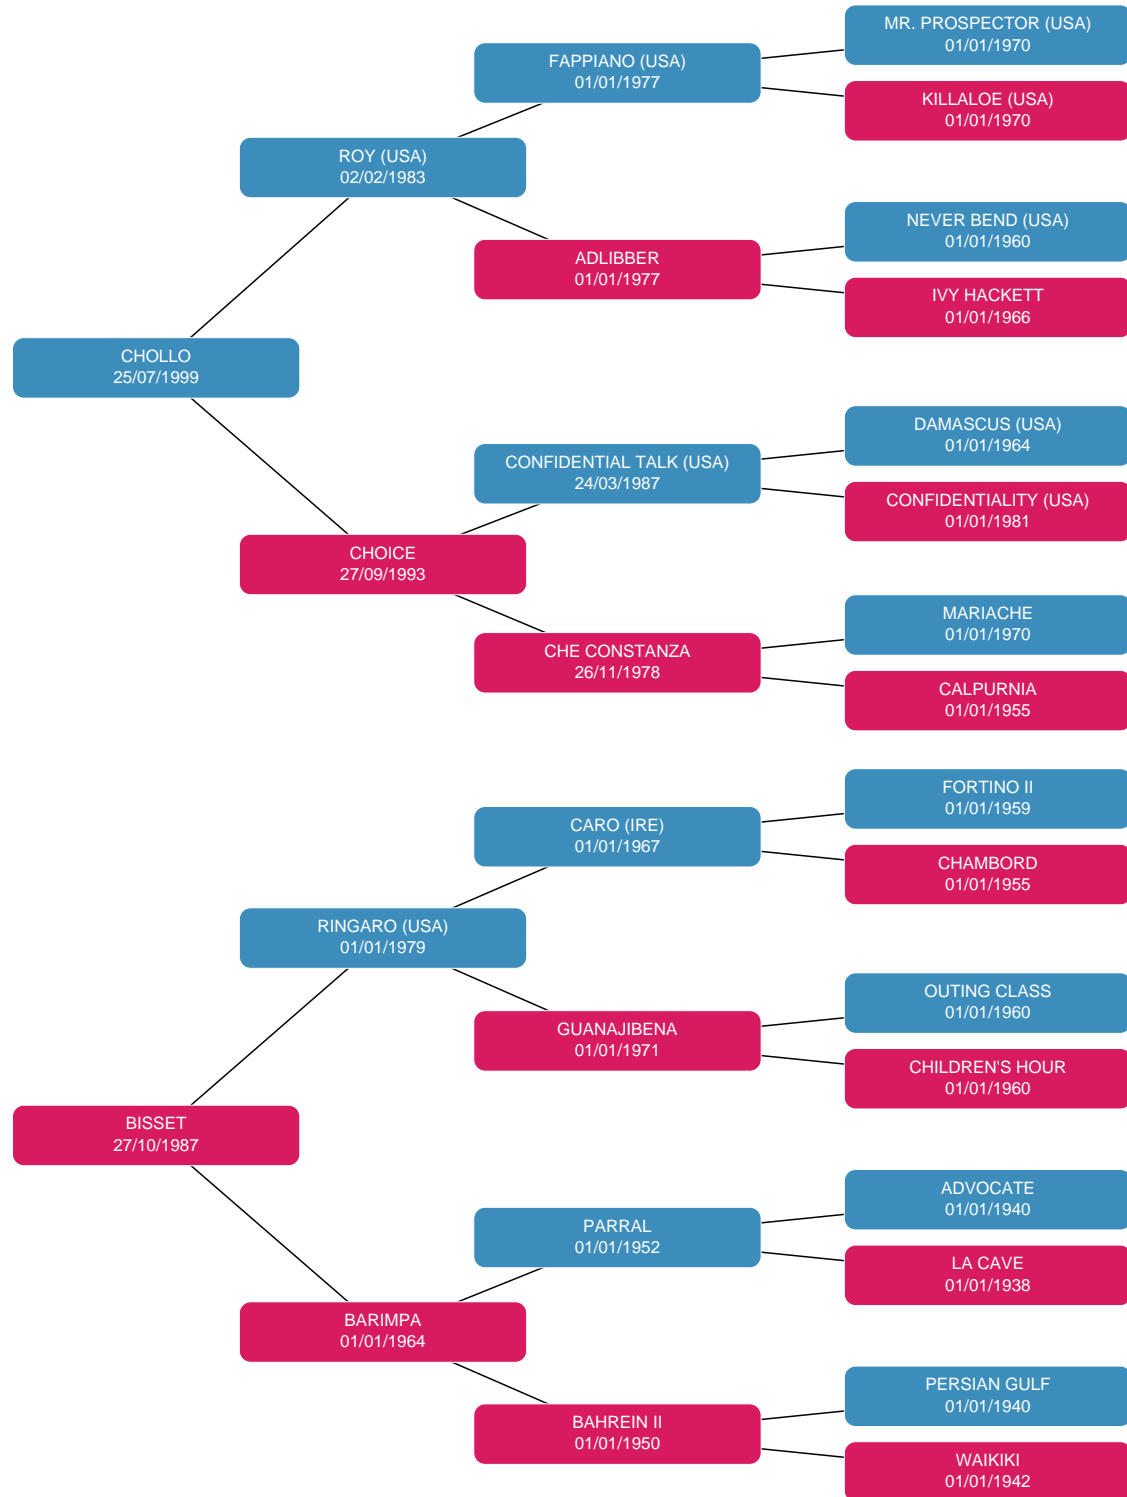 MR. PROSPECTOR (USA)
01/01/1970
FAPPIANO (USA)
01/01/1977
KILLALOE (USA)
01/01/1970
ROY (USA)
02/02/1983
NEVER BEND (USA)
01/01/1960
ADLIBBER
01/01/1977
IVY HACKETT
01/01/1966
CHOLLO
25/07/1999
DAMASCUS (USA)
01/01/1964
CONFIDENTIAL TALK (USA)
24/03/1987
CONFIDENTIALITY (USA)
01/01/1981
CHOICE
27/09/1993
MARIACHE
01/01/1970
CHE CONSTANZA
26/11/1978
CALPURNIA
01/01/1955
FORTINO II
01/01/1959
CARO (IRE)
01/01/1967
CHAMBORD
01/01/1955
RINGARO (USA)
01/01/1979
OUTING CLASS
01/01/1960
GUANAJIBENA
01/01/1971
CHILDREN'S HOUR
01/01/1960
BISSET
27/10/1987
ADVOCATE
01/01/1940
PARRAL
01/01/1952
LA CAVE
01/01/1938
BARIMPA
01/01/1964
PERSIAN GULF
01/01/1940
BAHREIN II
01/01/1950
WAIKIKI
01/01/1942